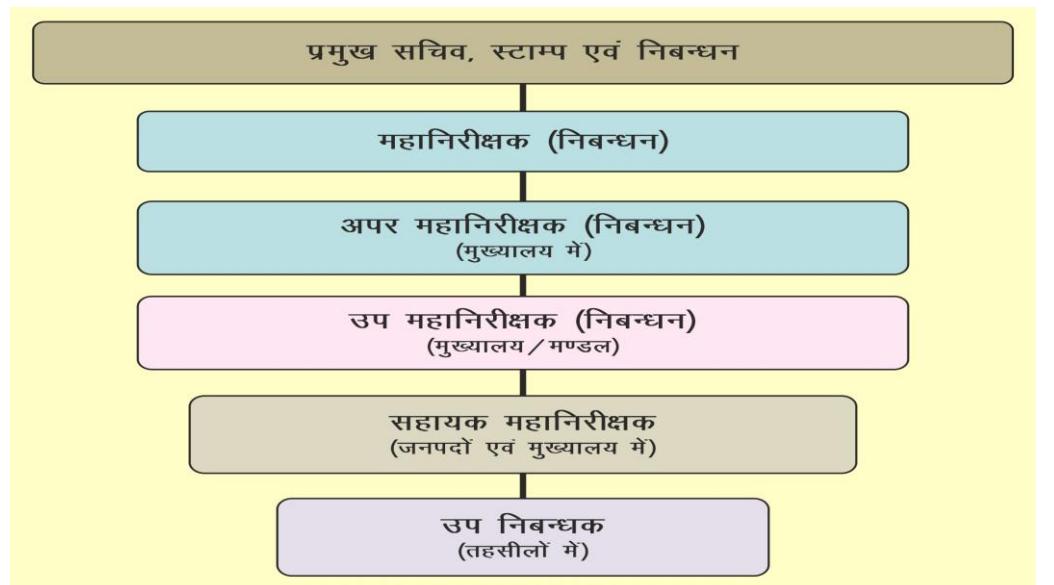 प्रमुख सचिव, स्टाम्प एवं निबन्धन
महानिरीक्षक (निबन्धन)
अपर महानिरीक्षक (निबन्धन)
(मुख्यालय में)
उप महानिरीक्षक (निबन्धन)
(मुख्यालय/मण्डल)
सहायक महानिरीक्षक
(जनपदों एवं मुख्यालय में)
उप निबन्धक
(तहसीलों में)